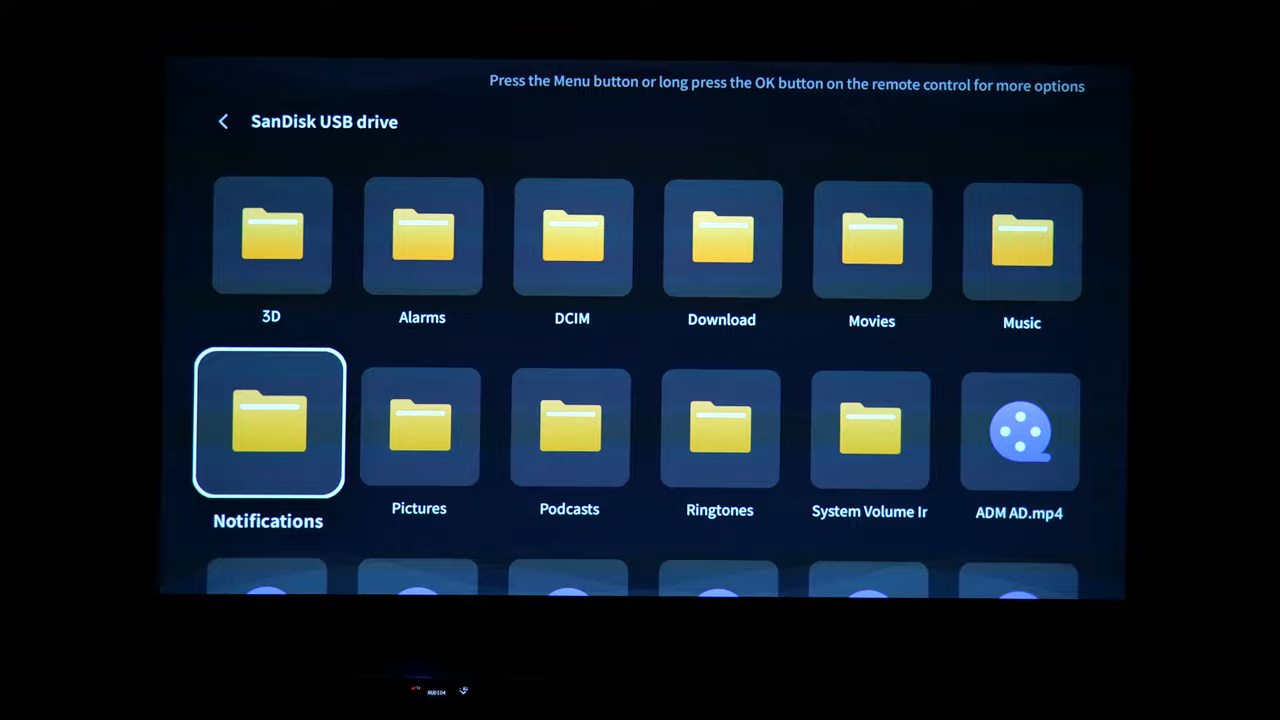 Press the Menu button or long press the OK button on the remote control for more options
SanDisk USB drive
3D
Alarms
DCIM
Download
Movies
Music
Notifications
Pictures
Podcasts
Ringtones
System Volume Ir
ADM AD.mp4
AUDIO4